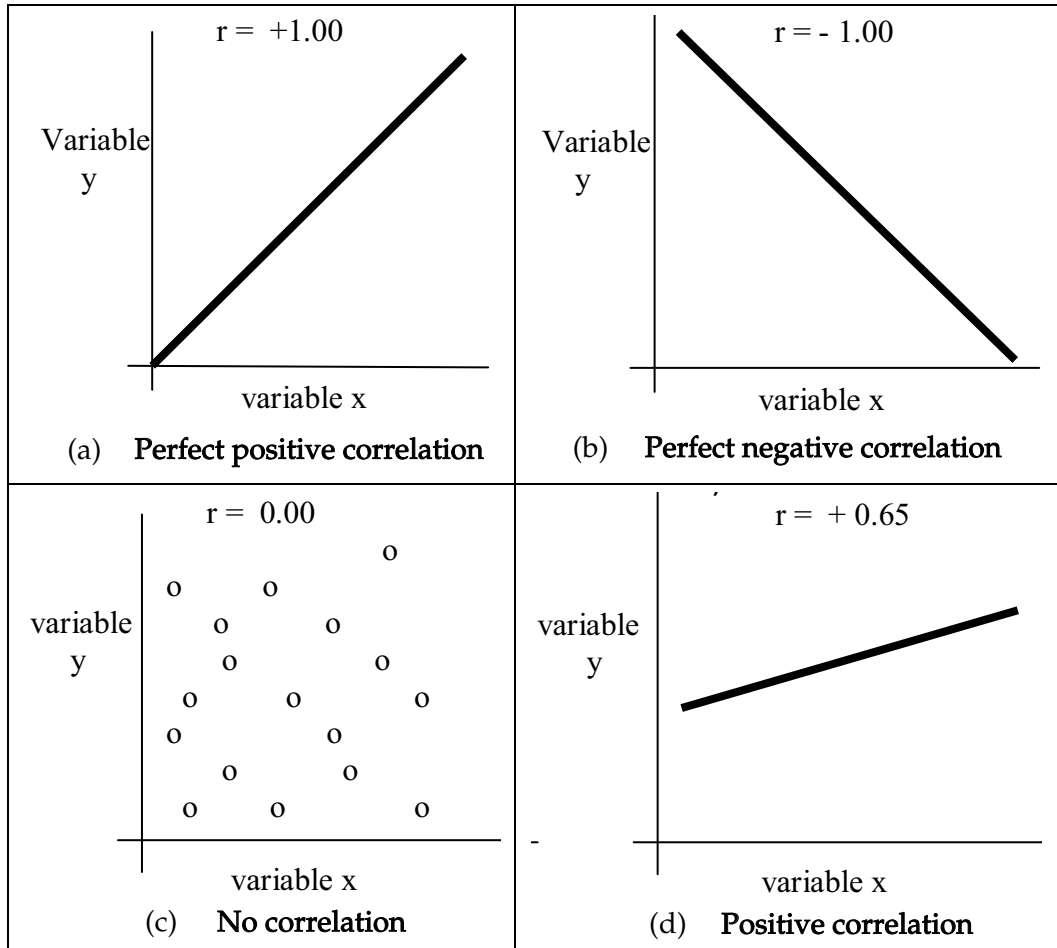 r = +1.00
Variable
y
variable x
(a) Perfect positive correlation
r = - 1.00
Variable
y
variable x
(b) Perfect negative correlation
r = 0.00
o
o o
o o
o o
o o o
o o
o o
o o o
variable
y
variable x
(c) No correlation
r = + 0.65
variable
y
-
variable x
(d) Positive correlation